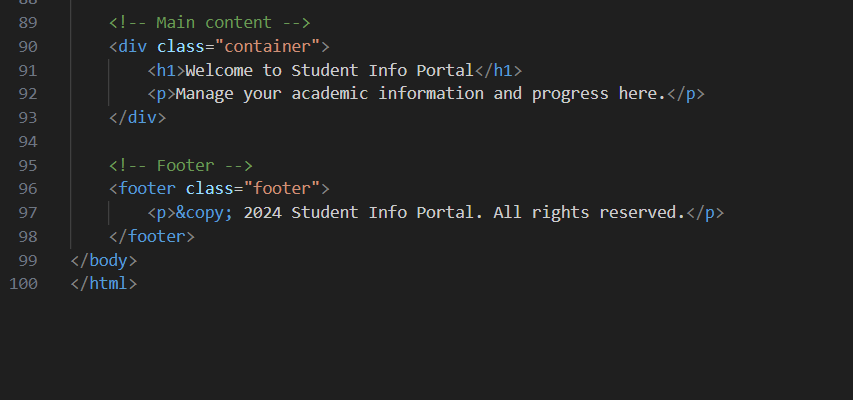 89 <!-- Main content -->
90 <div class="container">
91 <h1>Welcome to Student Info Portal</h1>
92 <p>Manage your academic information and progress here.</p>
93 </div>
94
95 <!-- Footer -->
96 <footer class="footer">
97 <p>&copy; 2024 Student Info Portal. All rights reserved.</p>
98 </footer>
99 </body>
100 </html>